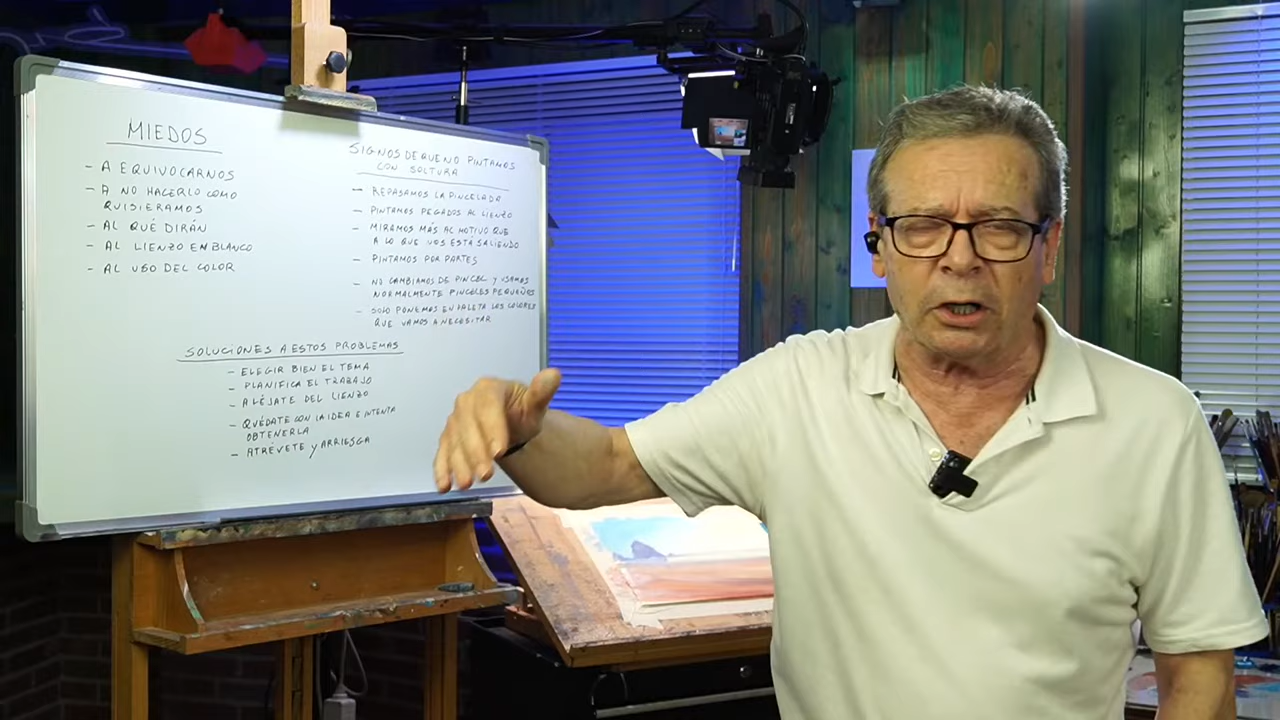 MIEDOS
- A EQUIVOCARNOS
- A NO HACERLO COMO
QUISIERAMOS
- AL QUÉ DIRÁN
- AL LIENZO EN BLANCO
- AL USO DEL COLOR
SIGNOS DE QUE NO PINTAMOS
CON SOLTURA
- REPASAMOS LA PINCELADA
- PINTAMOS PEGADOS AL LIENZO
- MIRAMOS MÁS AL MOTIVO QUE
A LO QUE NOS ESTÁ SALIENDO
- PINTAMOS POR PARTES
- NO CAMBIAMOS DE PINCEL Y USAMOS
NORMALMENTE PINCELES PEQUEÑOS
- SOLO PONEMOS EN PALETA LOS COLORES
QUE VAMOS A NECESITAR
SOLUCIONES A ESTOS PROBLEMAS
- ELEGIR BIEN EL TEMA
- PLANIFICA EL TRABAJO
- ALÉJATE DEL LIENZO
- QUÉDATE CON LA IDEA E INTENTA
OBTENERLA
- ATRÉVETE Y ARRIESGA